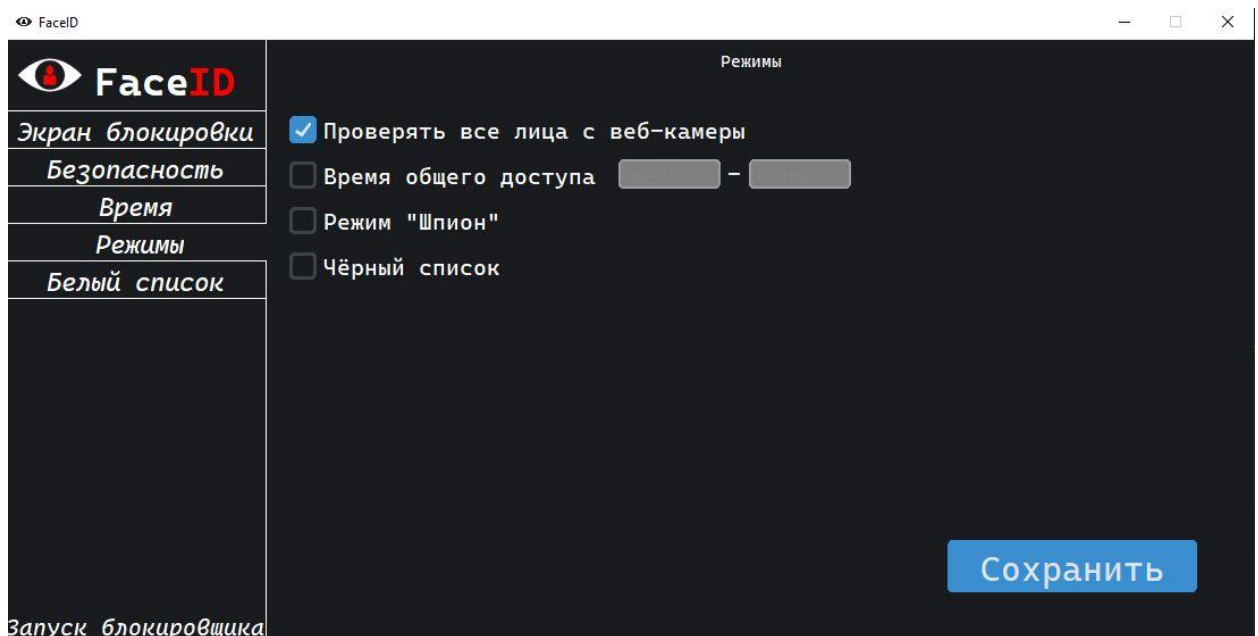 FaceID
FaceID
Экран блокировки
Безопасность
Время
Режимы
Белый список
Запуск блокировщика
Режимы
Проверять все лица с веб-камеры
Время общего доступа –
Режим "Шпион"
Чёрный список
Сохранить